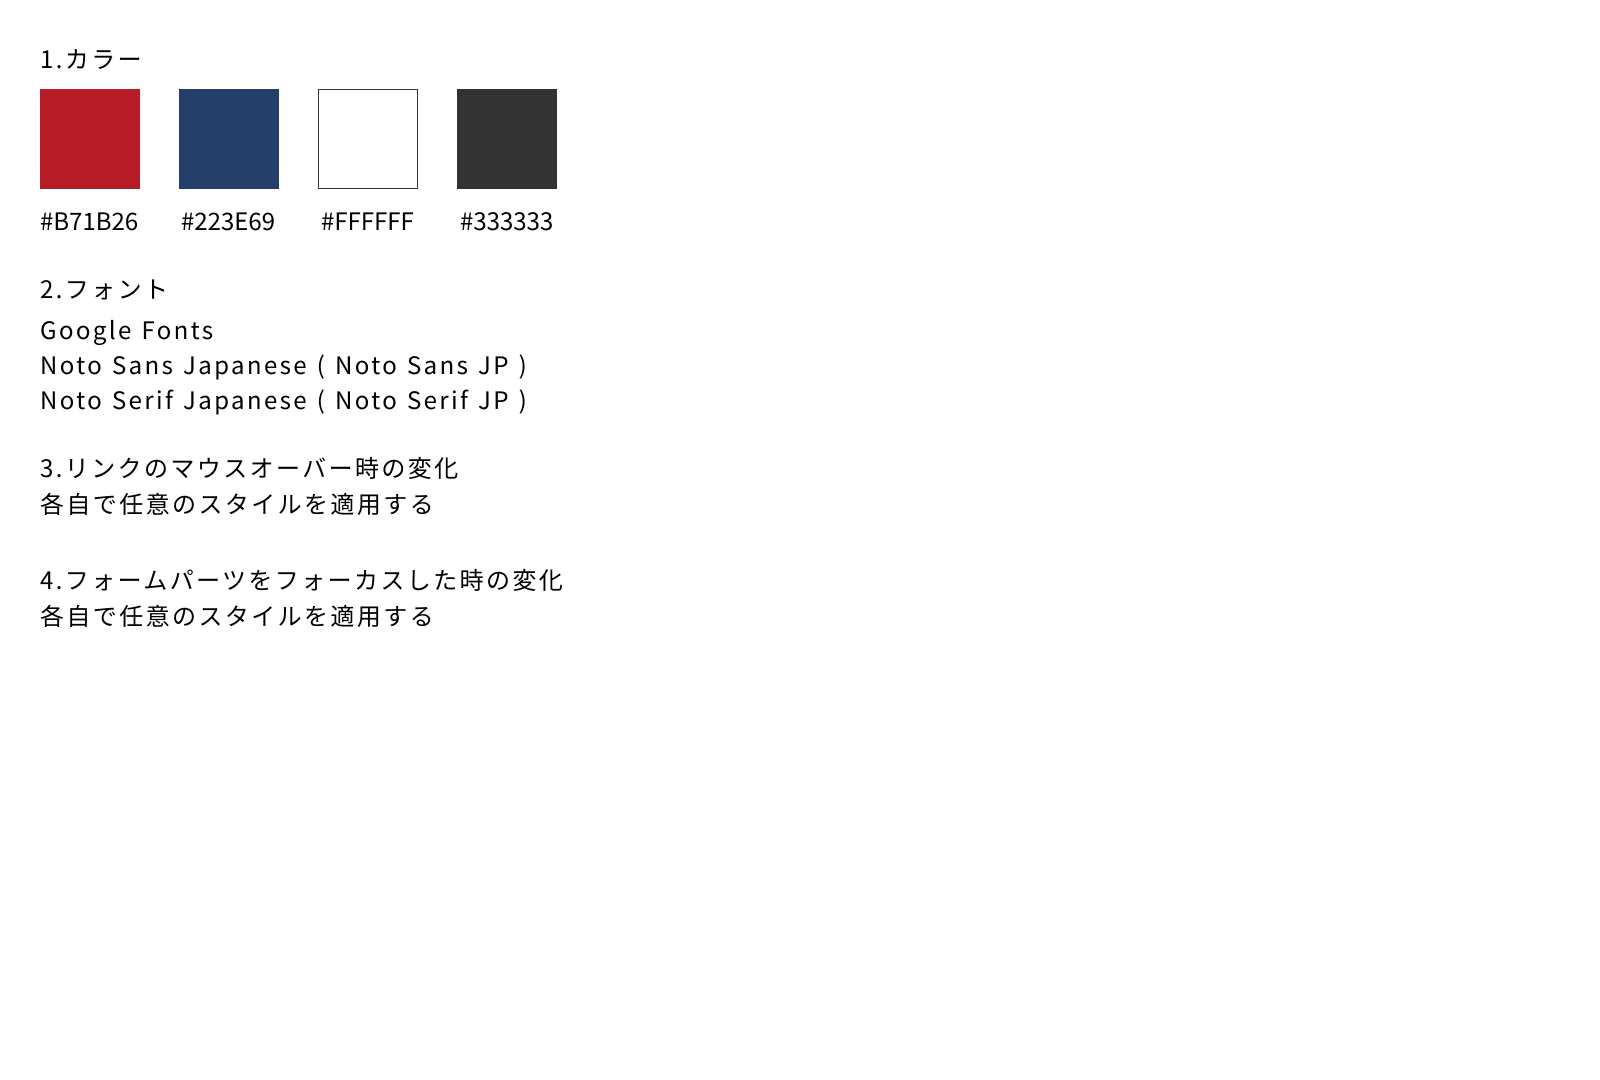 1.カラー
#B71B26 #223E69 #FFFFFF #333333
2.フォント
Google Fonts
Noto Sans Japanese ( Noto Sans JP )
Noto Serif Japanese ( Noto Serif JP )
3.リンクのマウスオーバー時の変化
各自で任意のスタイルを適用する
4.フォームパーツをフォーカスした時の変化
各自で任意のスタイルを適用する